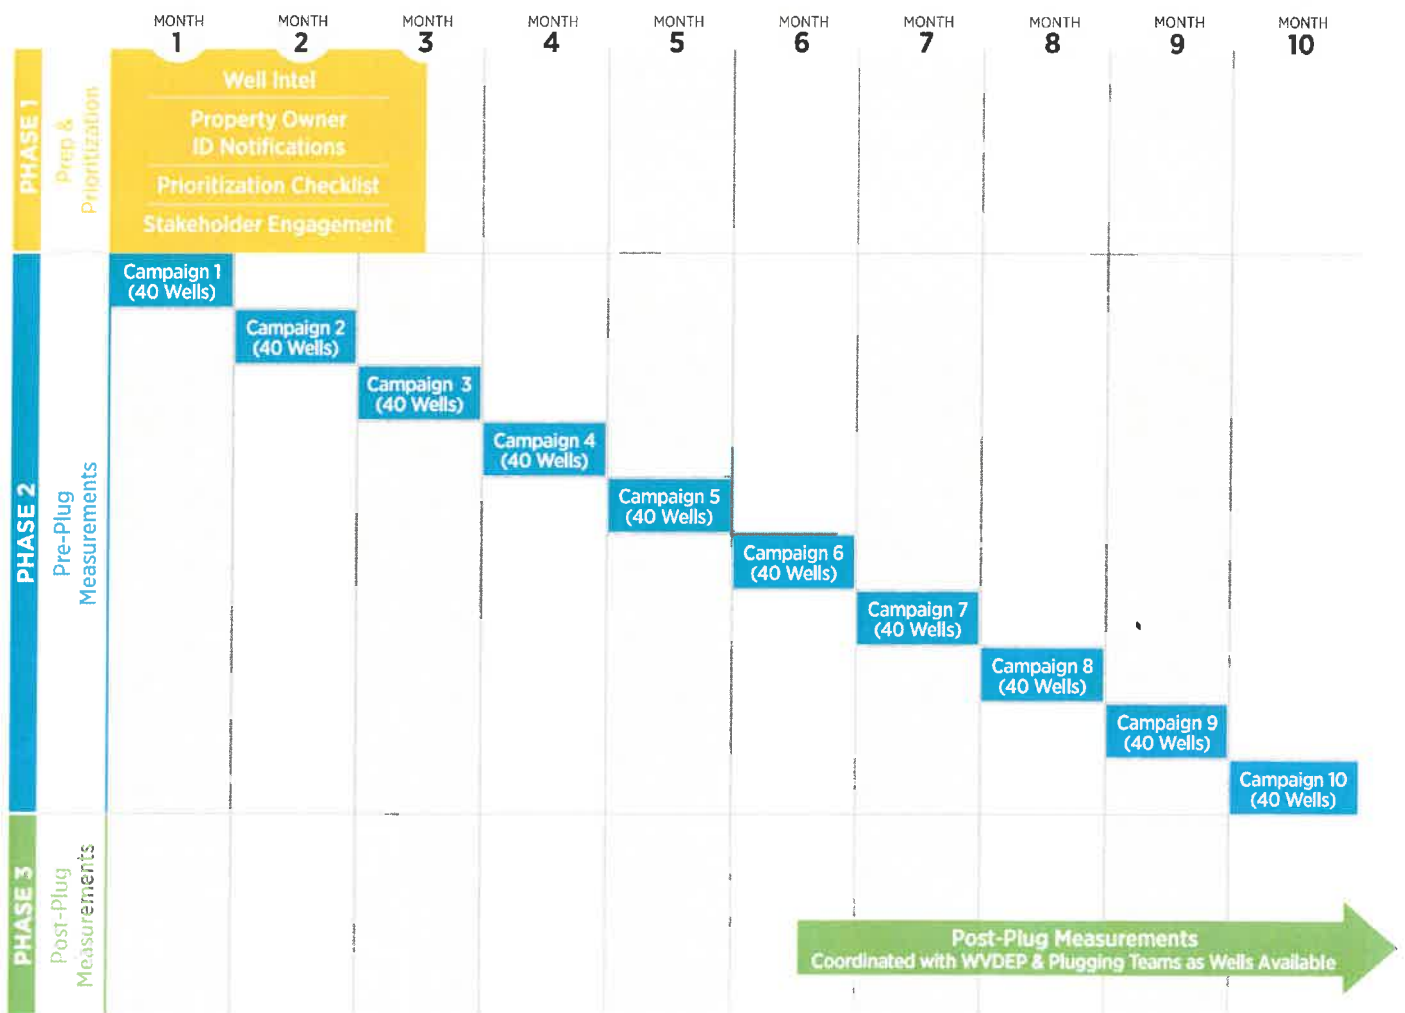 MONTH
1
MONTH
2
MONTH
3
MONTH
4
MONTH
5
MONTH
6
MONTH
7
MONTH
8
MONTH
9
MONTH
10
PHASE 1
Prep &
Prioritization
Well Intel
Property Owner
ID Notifications
Prioritization Checklist
Stakeholder Engagement
PHASE 2
Pre-Plug
Measurements
Campaign 1
(40 Wells)
Campaign 2
(40 Wells)
Campaign 3
(40 Wells)
Campaign 4
(40 Wells)
Campaign 5
(40 Wells)
Campaign 6
(40 Wells)
Campaign 7
(40 Wells)
Campaign 8
(40 Wells)
Campaign 9
(40 Wells)
Campaign 10
(40 Wells)
PHASE 3
Post-Plug
Measurements
Post-Plug Measurements
Coordinated with WVDEP & Plugging Teams as Wells Available